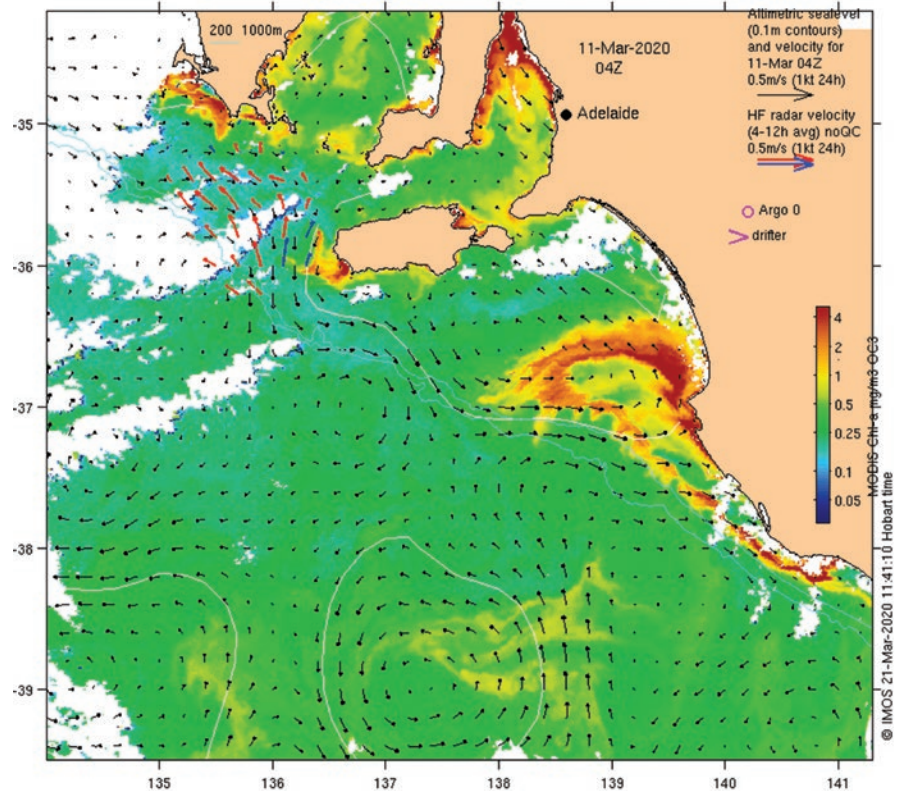 200 1000m
11-Mar-2020
04Z
Altimetric sealevel
(0.1m contours)
and velocity for
11-Mar 04Z
0.5m/s (1kt 24h)
Adelaide
HF radar velocity
(4-12h avg) noQC
0.5m/s (1kt 24h)
Argo 0
drifter
4
2
1
0.5
0.25
0.1
0.05
MODIS Chl-a µg/m3 OC3
-35
-36
-37
-38
-39
135
136
137
138
139
140
141
© IMOS 21-Mar-2020 11:41:10 Hobart time